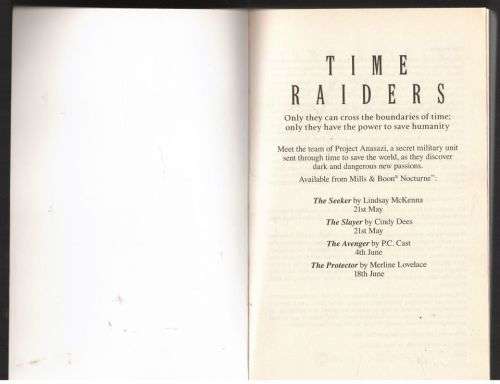 TIME
RAIDERS
Only they can cross the boundaries of time;
only they have the power to save humanity
Meet the team of Project Anasazi, a secret military unit
sent through time to save the world, as they discover
dark and dangerous new passions.
Available from Mills & Boon® Nocturne™:
The Seeker by Lindsay McKenna
21st May
The Slayer by Cindy Dees
21st May
The Avenger by P.C. Cast
4th June
The Protector by Merline Lovelace
18th June